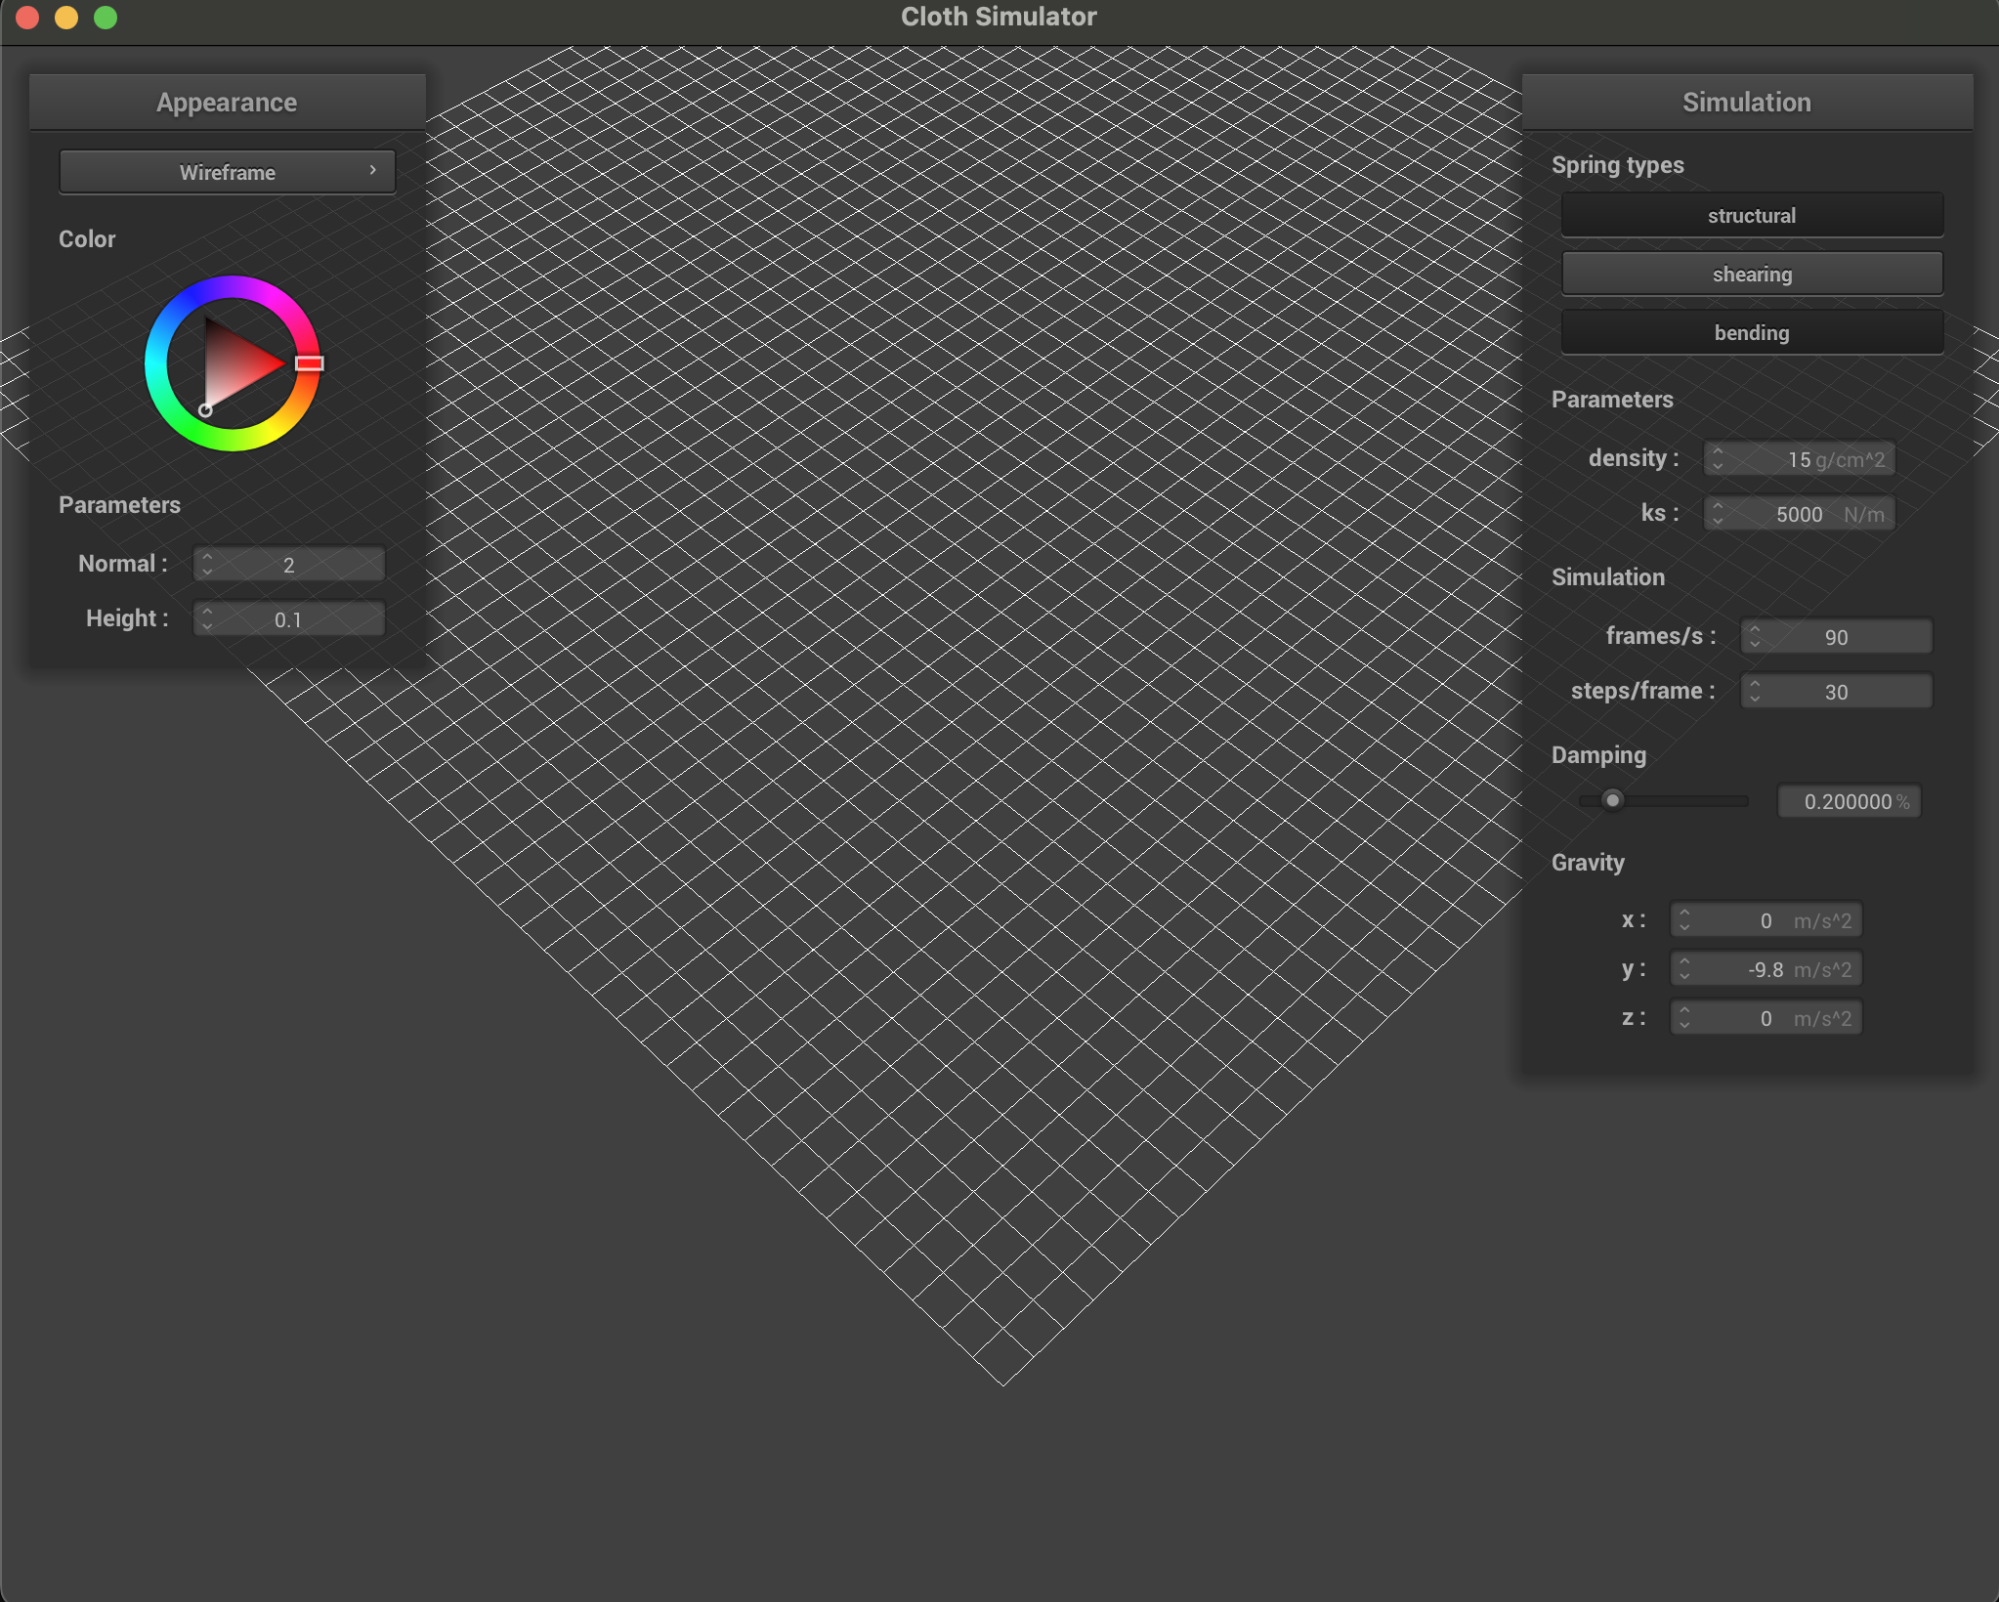 Cloth Simulator
Appearance
Wireframe
Color
Parameters
Normal : 2
Height : 0.1
Simulation
Spring types
structural
shearing
bending
Parameters
density : 15 g/cm^2
ks : 5000 N/m
Simulation
frames/s : 90
steps/frame : 30
Damping
0.200000 %
Gravity
x : 0 m/s^2
y : -9.8 m/s^2
z : 0 m/s^2